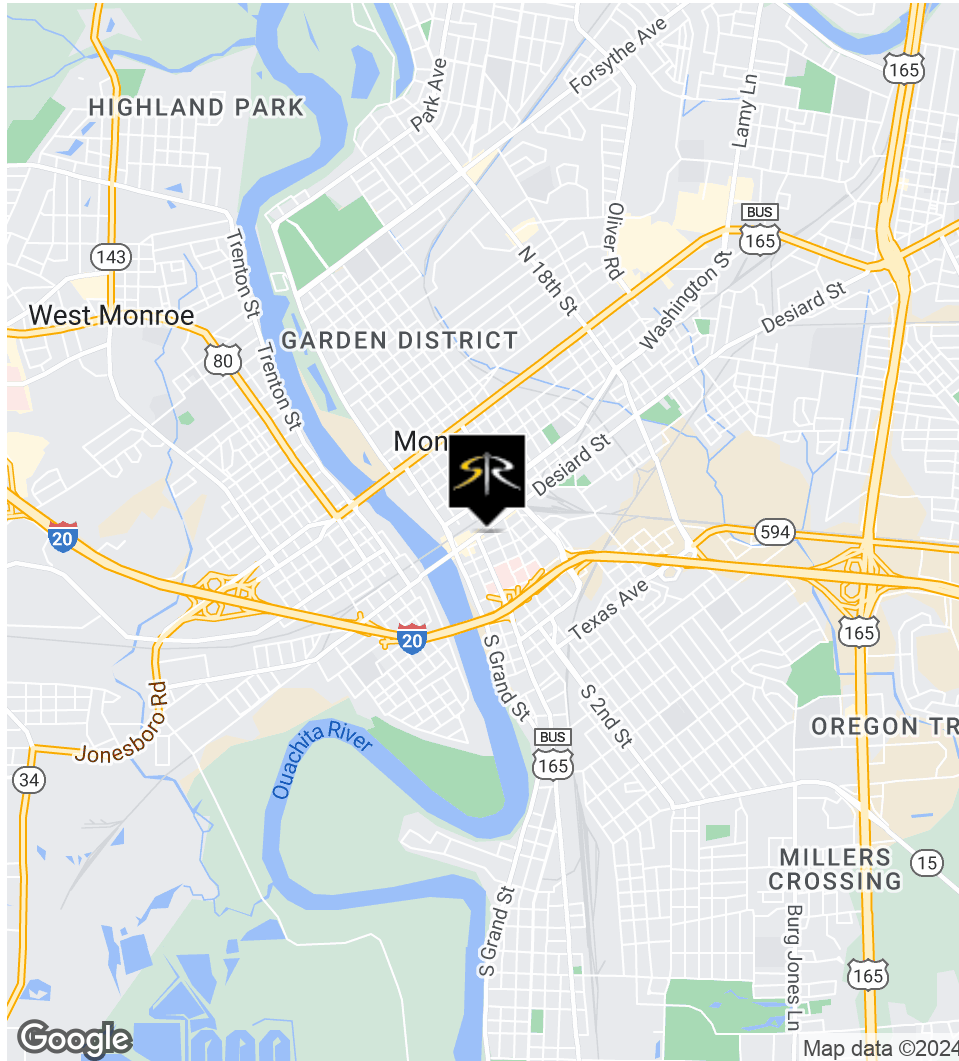 165
Forsythe Ave
Park Ave
HIGHLAND PARK
Lamy Ln
BUS
165
Oliver Rd
Trenton St
143
N 18th St
Washington St
Desiard St
West Monroe
GARDEN DISTRICT
80
Trenton St
Mon
SR
Desiard St
20
594
Texas Ave
20
165
S Grand St
S 2nd St
Jonesboro Rd
OREGON TR
Ouachita River
BUS
165
34
MILLERS
CROSSING
15
S Grand St
Burg Jones Ln
165
Google
Map data ©2024